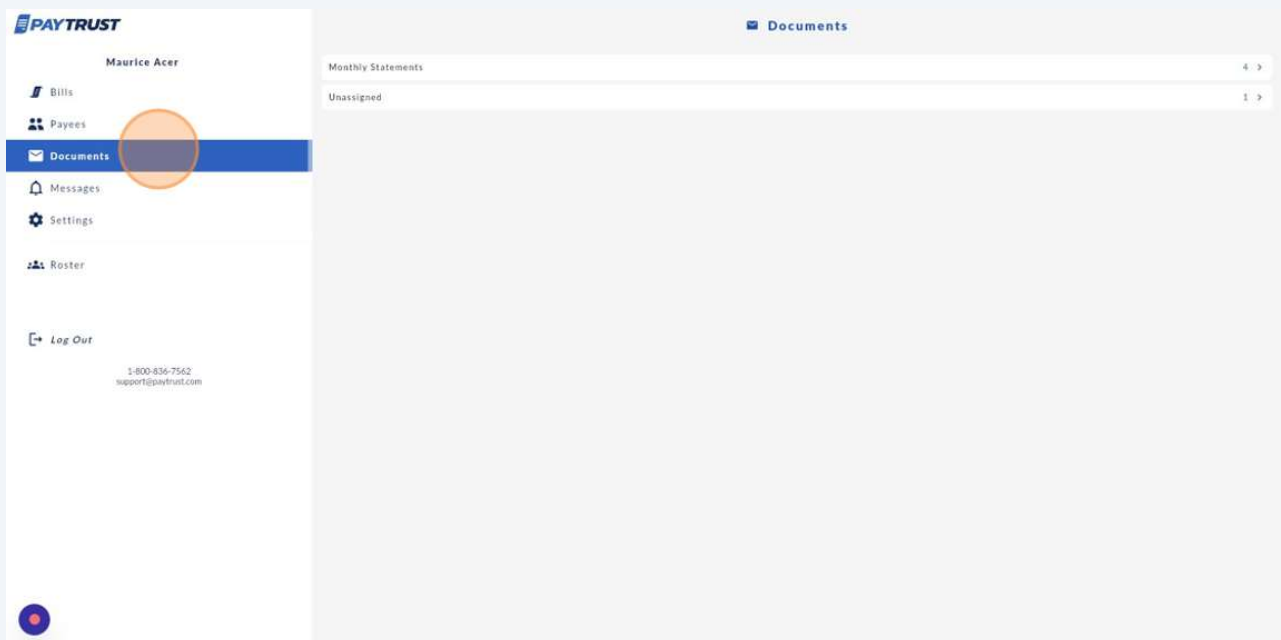 PAYTRUST
Maurice Acer
Bills
Payees
Documents
Messages
Settings
Roster
Log Out
1-800-836-7562
support@paytrust.com
Documents
Monthly Statements 4 >
Unassigned 1 >